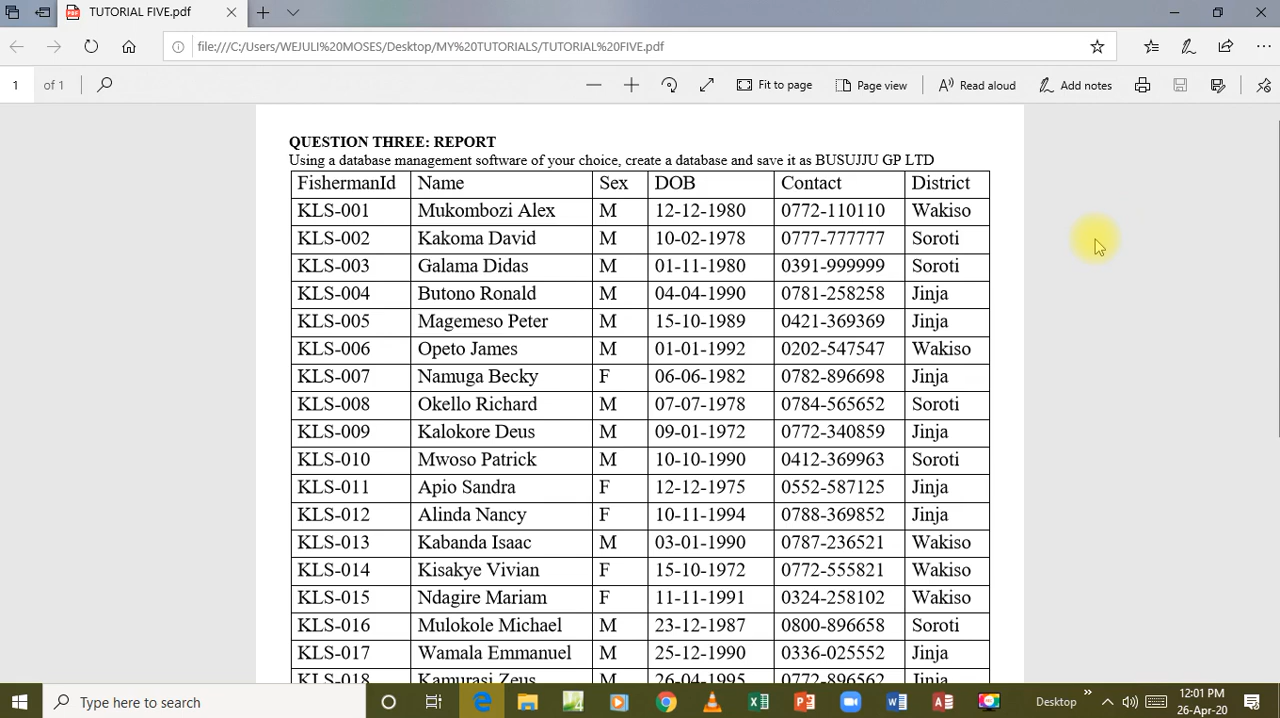 TUTORIAL FIVE.pdf
file:///C:/Users/WEJULI%20MOSES/Desktop/MY%20TUTORIALS/TUTORIAL%20FIVE.pdf
1 of 1 Fit to page Page view Read aloud Add notes
QUESTION THREE: REPORT
Using a database management software of your choice, create a database and save it as BUSUJJU GP LTD
FishermanId Name Sex DOB Contact District
KLS-001 Mukombozi Alex M 12-12-1980 0772-110110 Wakiso
KLS-002 Kakoma David M 10-02-1978 0777-777777 Soroti
KLS-003 Galama Didas M 01-11-1980 0391-999999 Soroti
KLS-004 Butono Ronald M 04-04-1990 0781-258258 Jinja
KLS-005 Magemeso Peter M 15-10-1989 0421-369369 Jinja
KLS-006 Opeto James M 01-01-1992 0202-547547 Wakiso
KLS-007 Namuga Becky F 06-06-1982 0782-896698 Jinja
KLS-008 Okello Richard M 07-07-1978 0784-565652 Soroti
KLS-009 Kalokore Deus M 09-01-1972 0772-340859 Jinja
KLS-010 Mwoso Patrick M 10-10-1990 0412-369963 Soroti
KLS-011 Apio Sandra F 12-12-1975 0552-587125 Jinja
KLS-012 Alinda Nancy F 10-11-1994 0788-369852 Jinja
KLS-013 Kabanda Isaac M 03-01-1990 0787-236521 Wakiso
KLS-014 Kisakye Vivian F 15-10-1972 0772-555821 Wakiso
KLS-015 Ndagire Mariam F 11-11-1991 0324-258102 Wakiso
KLS-016 Mulokole Michael M 23-12-1987 0800-896658 Soroti
KLS-017 Wamala Emmanuel M 25-12-1990 0336-025552 Jinja
KLS-018 Kamurasi Zeus M 26-04-1995 0772-896562 Jinja
Type here to search Desktop 12:01 PM
26-Apr-20